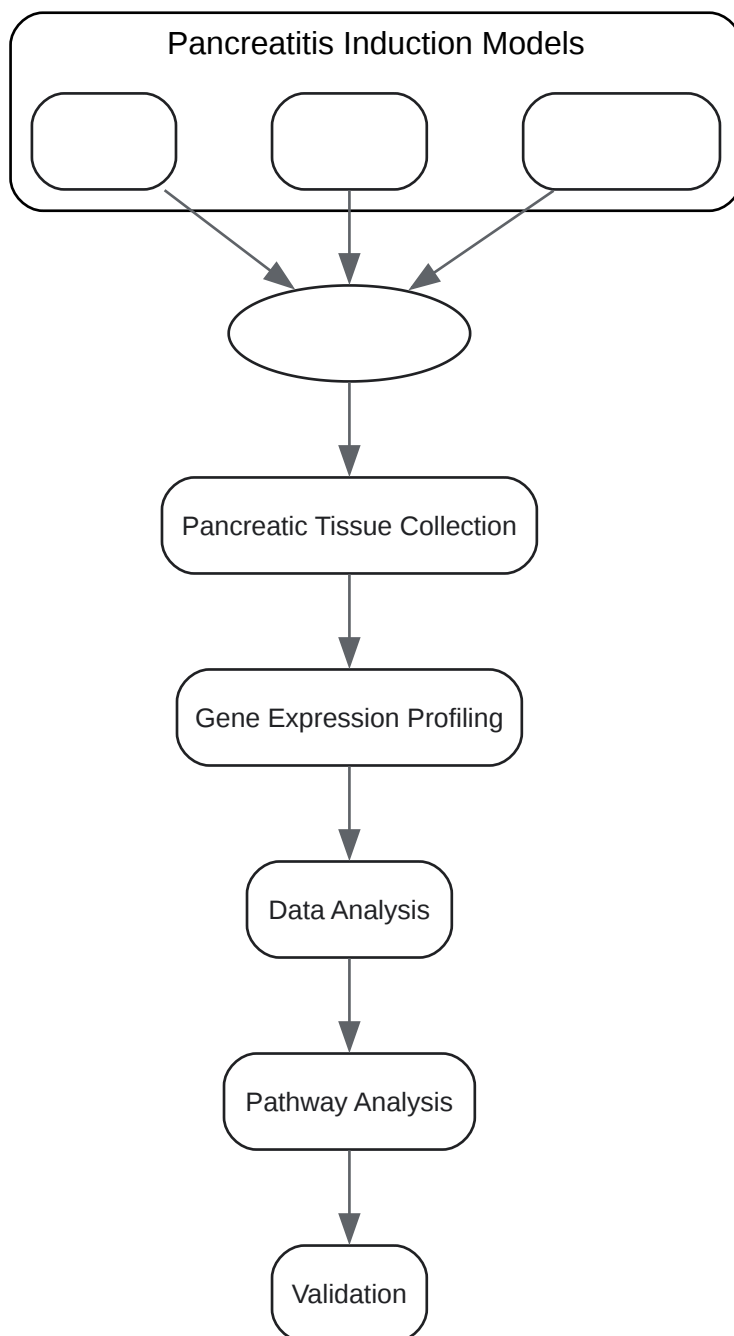 Pancreatitis Induction Models
Pancreatic Tissue Collection
Gene Expression Profiling
Data Analysis
Pathway Analysis
Validation